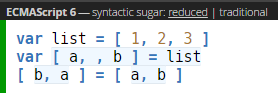 ECMAScript 6 — syntactic sugar: reduced | traditional
var list = [ 1, 2, 3 ]
var [ a, , b ] = list
[ b, a ] = [ a, b ]